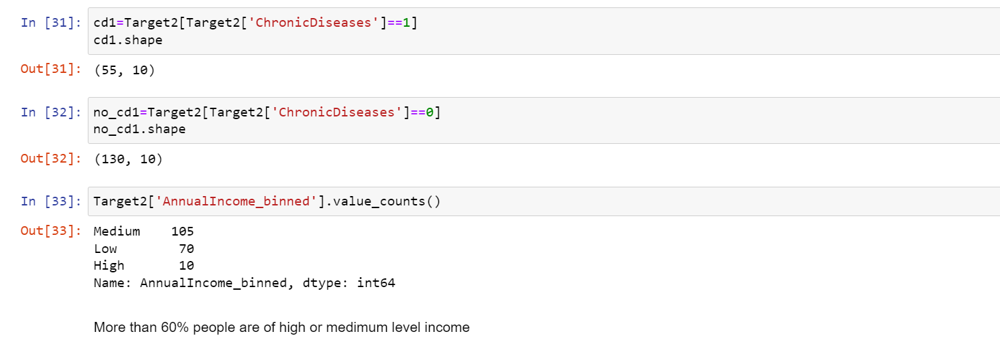 In [31]: cd1=Target2[Target2['ChronicDiseases']==1]
cd1.shape
Out[31]: (55, 10)
In [32]: no_cd1=Target2[Target2['ChronicDiseases']==0]
no_cd1.shape
Out[32]: (130, 10)
In [33]: Target2['AnnualIncome_binned'].value_counts()
Out[33]: Medium    105
Low        70
High       10
Name: AnnualIncome_binned, dtype: int64
More than 60% people are of high or medimum level income